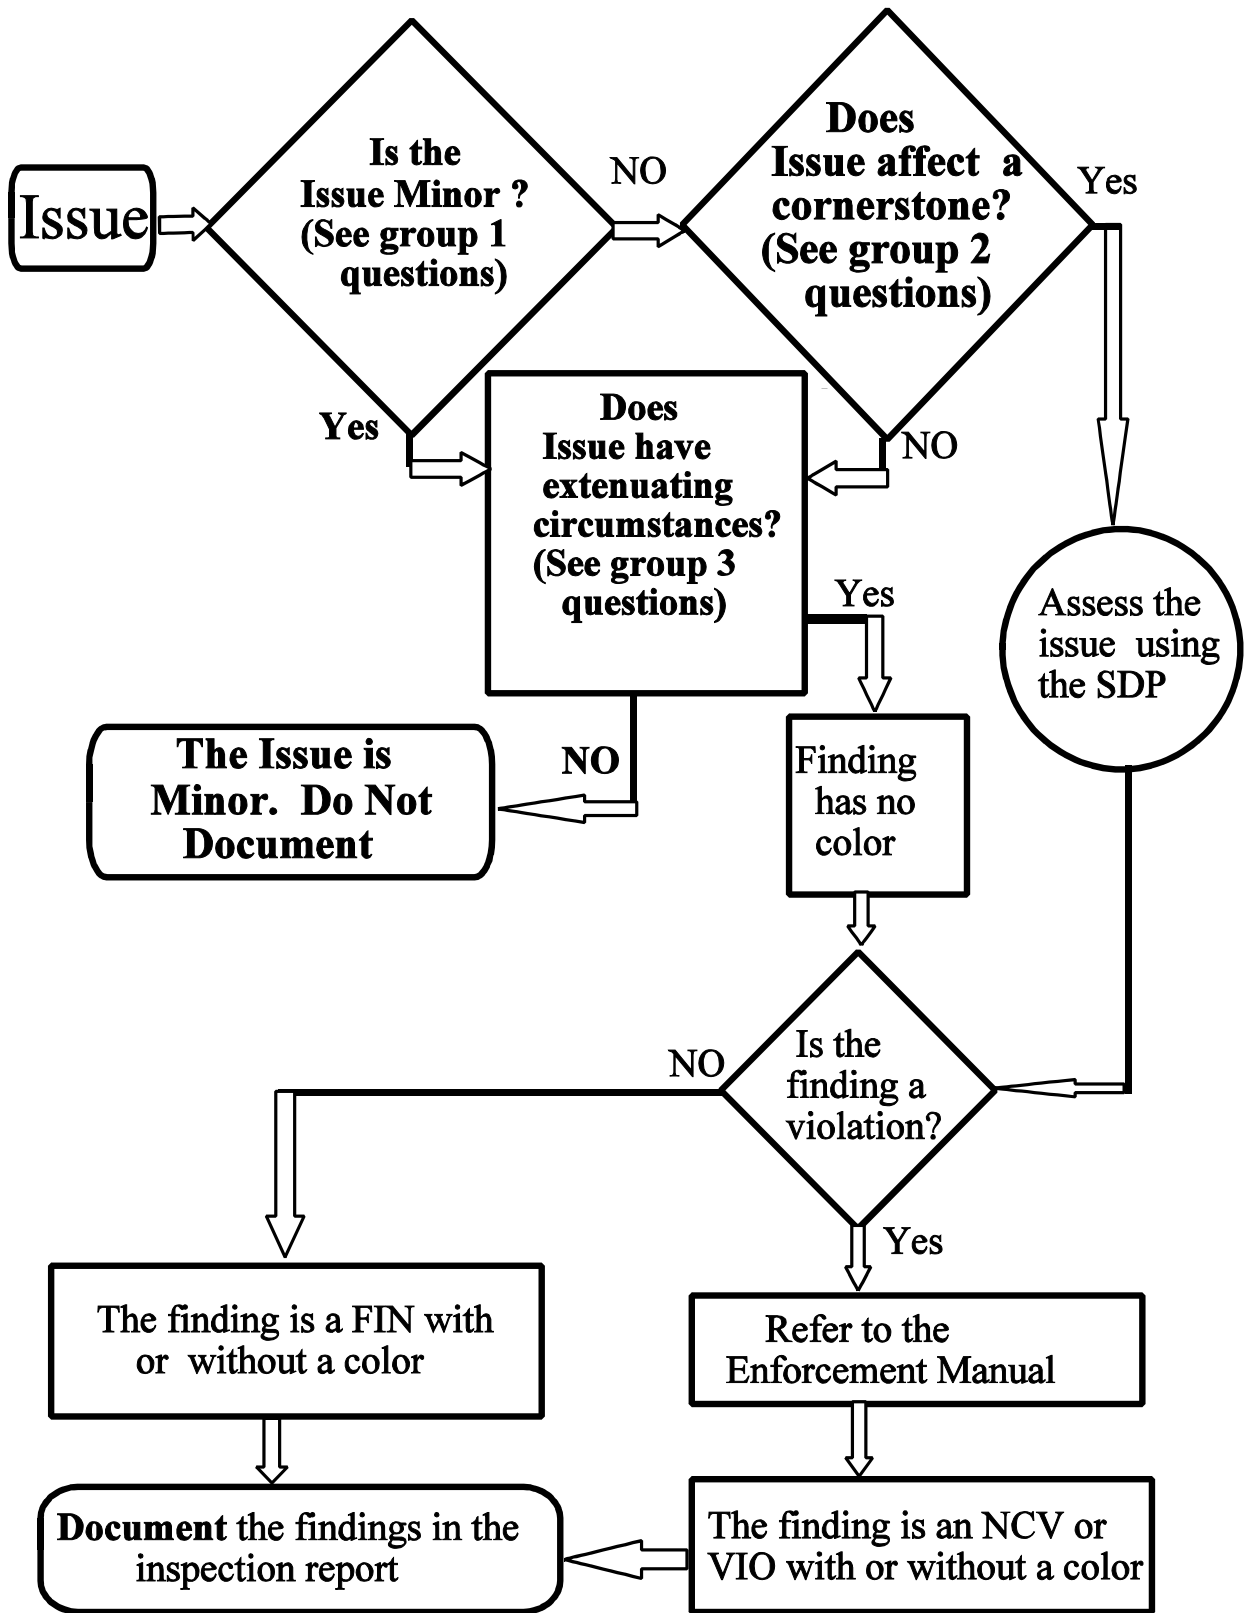 Issue
Is the
Issue Minor ?
(See group 1
questions)
NO
Does
Issue affect a
cornerstone?
(See group 2
questions)
Yes
Yes
Does
Issue have
extenuating
circumstances?
(See group 3
questions)
NO
Yes
Assess the
issue using
the SDP
NO
The Issue is
Minor. Do Not
Document
Finding
has no
color
Is the
finding a
violation?
NO
Yes
The finding is a FIN with
or without a color
Refer to the
Enforcement Manual
Document the findings in the
inspection report
The finding is an NCV or
VIO with or without a color